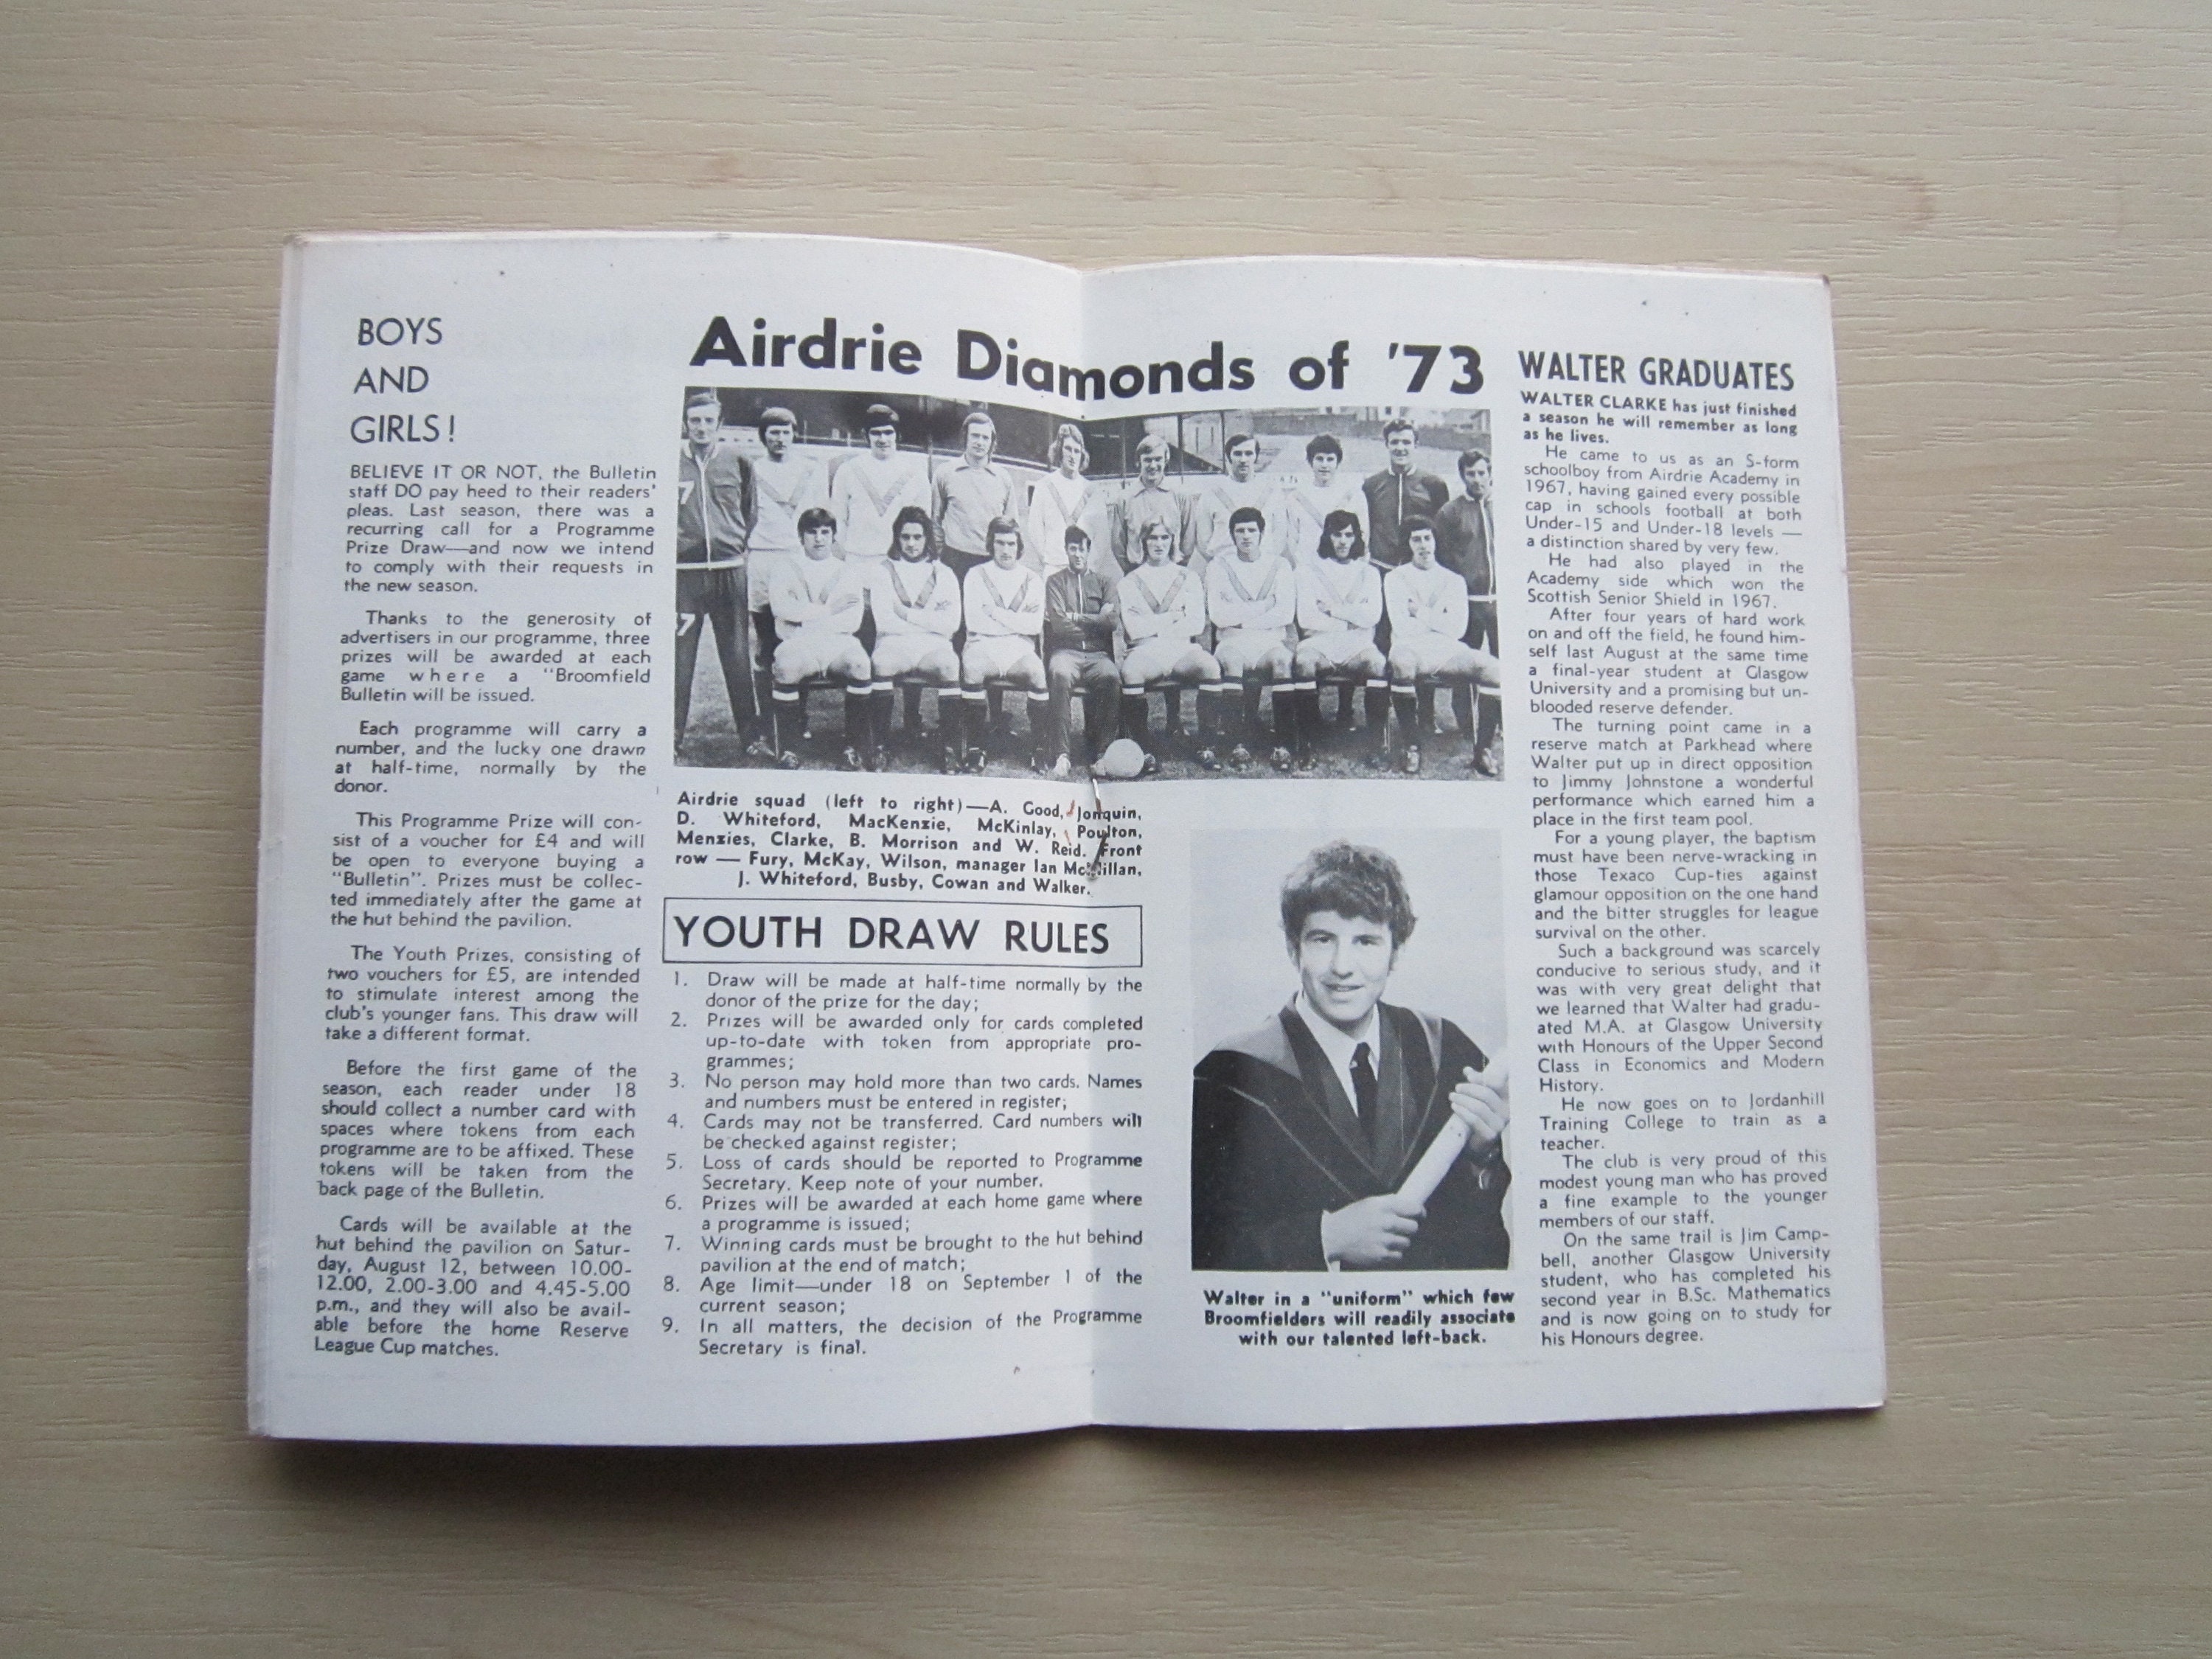 BOYS
AND
GIRLS!
BELIEVE IT OR NOT, the Bulletin
staff DO pay heed to their readers'
pleas. Last season, there was a
recurring call for a Programme
Prize Draw—and now we intend
to comply with their requests in
the new season.
Thanks to the generosity of
advertisers in our programme, three
prizes will be awarded at each
game where a "Broomfield
Bulletin will be issued.
Each programme will carry a
number, and the lucky one drawn
at half-time, normally by the
donor.
This Programme Prize will con-
sist of a voucher for £4 and will
be open to everyone buying a
"Bulletin". Prizes must be collec-
ted immediately after the game at
the hut behind the pavilion.
The Youth Prizes, consisting of
two vouchers for £5, are intended
to stimulate interest among the
club's younger fans. This draw will
take a different format.
Before the first game of the
season, each reader under 18
should collect a number card with
spaces where tokens from each
programme are to be affixed. These
tokens will be taken from the
back page of the Bulletin.
Cards will be available at the
hut behind the pavilion on Satur-
day, August 12, between 10.00-
12.00, 2.00-3.00 and 4.45-5.00
p.m., and they will also be avail-
able before the home Reserve
League Cup matches.
Airdrie Diamonds of '73
7
7
Airdrie squad (left to right)—A. Good, Jonquin,
D. Whiteford, MacKenzie, McKinlay, Poulton,
Menzies, Clarke, B. Morrison and W. Reid. Front
row — Fury, McKay, Wilson, manager Ian McMillan,
J. Whiteford, Busby, Cowan and Walker.
YOUTH DRAW RULES
1. Draw will be made at half-time normally by the
donor of the prize for the day;
2. Prizes will be awarded only for cards completed
up-to-date with token from appropriate pro-
grammes;
3. No person may hold more than two cards. Names
and numbers must be entered in register;
4. Cards may not be transferred. Card numbers will
be checked against register;
5. Loss of cards should be reported to Programme
Secretary. Keep note of your number.
6. Prizes will be awarded at each home game where
a programme is issued;
7. Winning cards must be brought to the hut behind
pavilion at the end of match;
8. Age limit—under 18 on September 1 of the
current season;
9. In all matters, the decision of the Programme
Secretary is final.
Walter in a "uniform" which few
Broomfielders will readily associate
with our talented left-back.
WALTER GRADUATES
WALTER CLARKE has just finished
a season he will remember as long
as he lives.
He came to us as an S-form
schoolboy from Airdrie Academy in
1967, having gained every possible
cap in schools football at both
Under-15 and Under-18 levels —
a distinction shared by very few.
He had also played in the
Academy side which won the
Scottish Senior Shield in 1967.
After four years of hard work
on and off the field, he found him-
self last August at the same time
a final-year student at Glasgow
University and a promising but un-
blooded reserve defender.
The turning point came in a
reserve match at Parkhead where
Walter put up in direct opposition
to Jimmy Johnstone a wonderful
performance which earned him a
place in the first team pool.
For a young player, the baptism
must have been nerve-wracking in
those Texaco Cup-ties against
glamour opposition on the one hand
and the bitter struggles for league
survival on the other.
Such a background was scarcely
conducive to serious study, and it
was with very great delight that
we learned that Walter had gradu-
ated M.A. at Glasgow University
with Honours of the Upper Second
Class in Economics and Modern
History.
He now goes on to Jordanhill
Training College to train as a
teacher.
The club is very proud of this
modest young man who has proved
a fine example to the younger
members of our staff.
On the same trail is Jim Camp-
bell, another Glasgow University
student, who has completed his
second year in B.Sc. Mathematics
and is now going on to study for
his Honours degree.